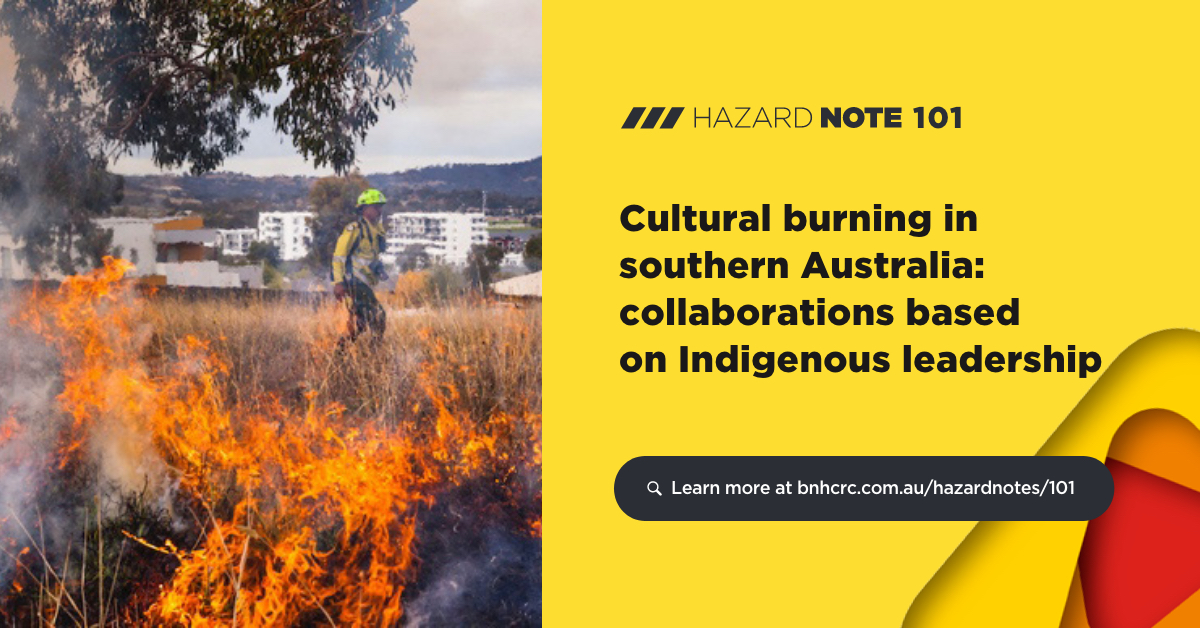 HAZARD NOTE 101
Cultural burning in
southern Australia:
collaborations based
on Indigenous leadership
Learn more at bnhcrc.com.au/hazardnotes/101